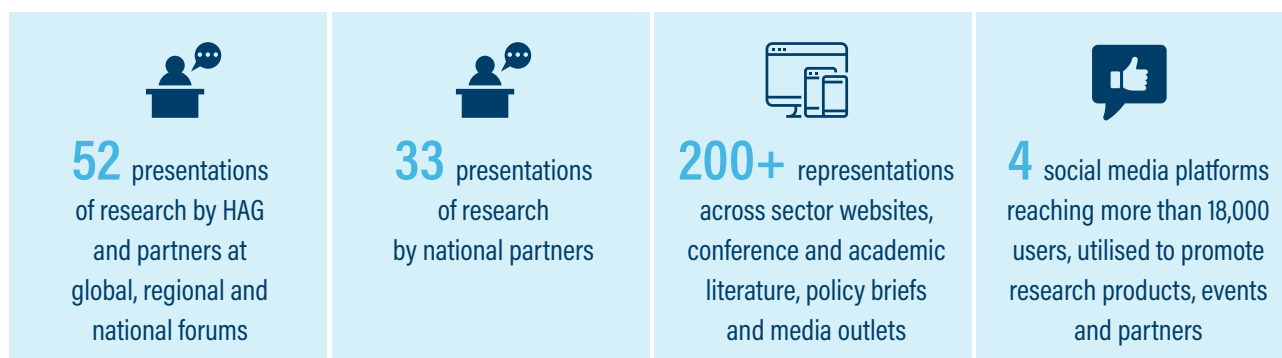 52 presentations
of research by HAG
and partners at
global, regional and
national forums
33 presentations
of research
by national partners
200+ representations
across sector websites,
conference and academic
literature, policy briefs
and media outlets
4 social media platforms
reaching more than 18,000
users, utilised to promote
research products, events
and partners